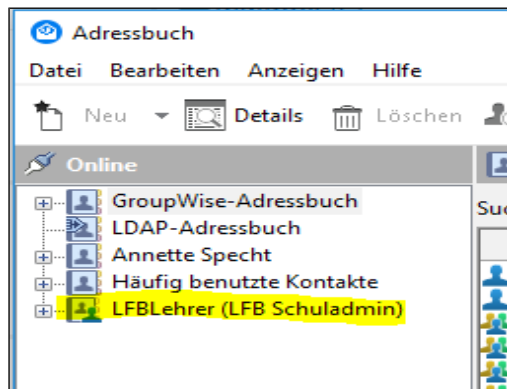 Adressbuch
Datei Bearbeiten Anzeigen Hilfe
Neu Details Löschen
Online
GroupWise-Adressbuch
LDAP-Adressbuch
Annette Specht
Häufig benutzte Kontakte
LFBLehrer (LFB Schuladmin)